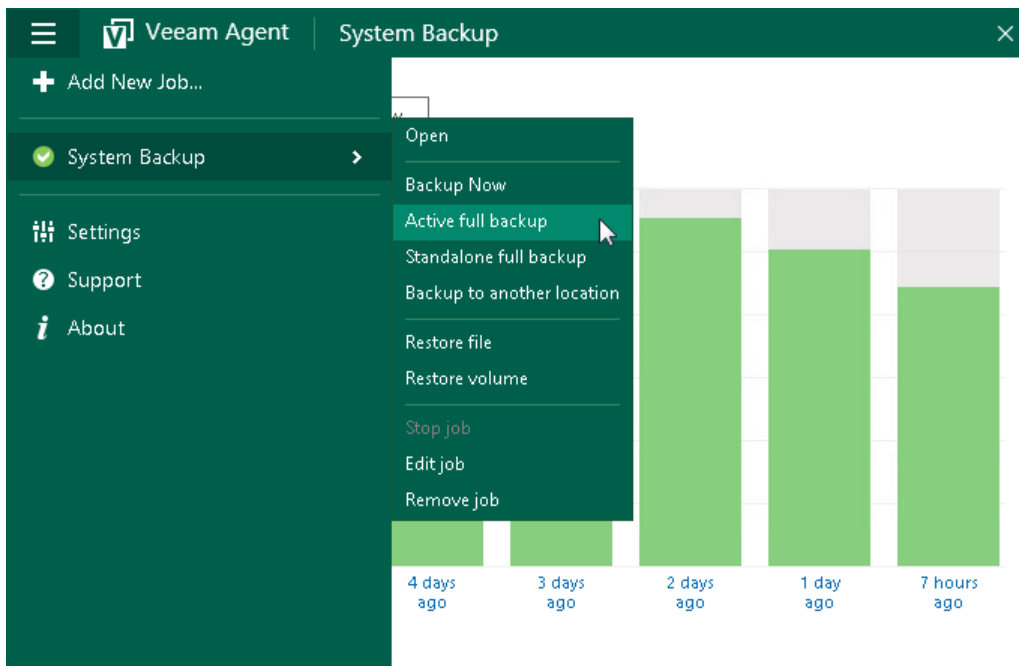 Veeam Agent
System Backup
Add New Job...
System Backup
Settings
Support
About
Open
Backup Now
Active full backup
Standalone full backup
Backup to another location
Restore file
Restore volume
Stop job
Edit job
Remove job
4 days
ago
3 days
ago
2 days
ago
1 day
ago
7 hours
ago